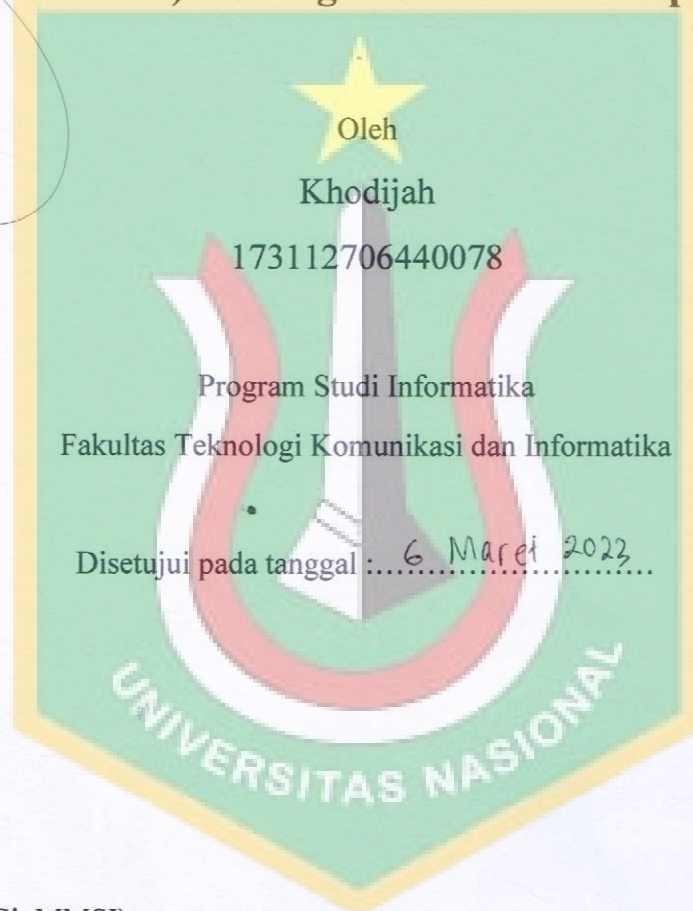 Oleh
Khodijah
173112706440078
Program Studi Informatika
Fakultas Teknologi Komunikasi dan Informatika
Disetujui pada tanggal :....6 Maret 2023....
UNIVERSITAS NASIONAL